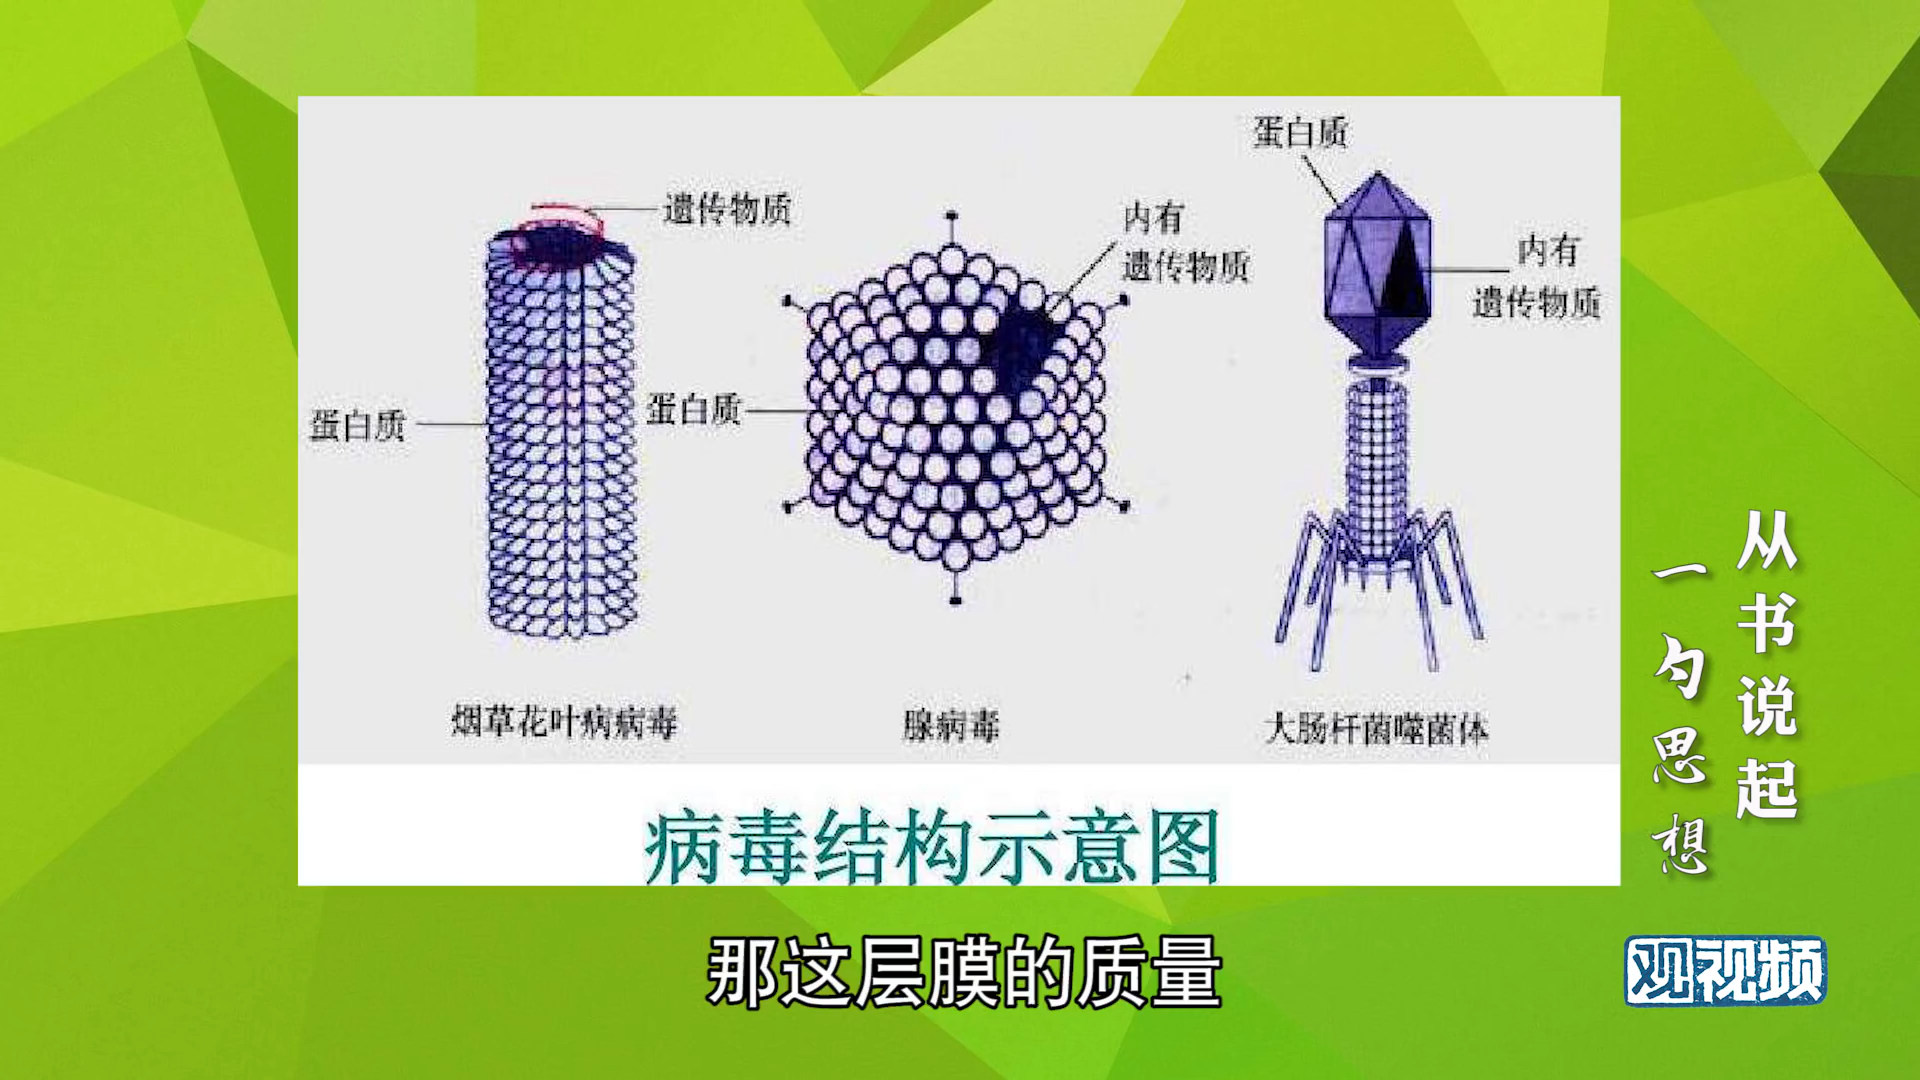 蛋白质
遗传物质
内有
遗传物质
内有
遗传物质
蛋白质
蛋白质
烟草花叶病病毒
腺病毒
大肠杆菌噬菌体
病毒结构示意图
从书说起
一勺思想
那这层膜的质量
观视频